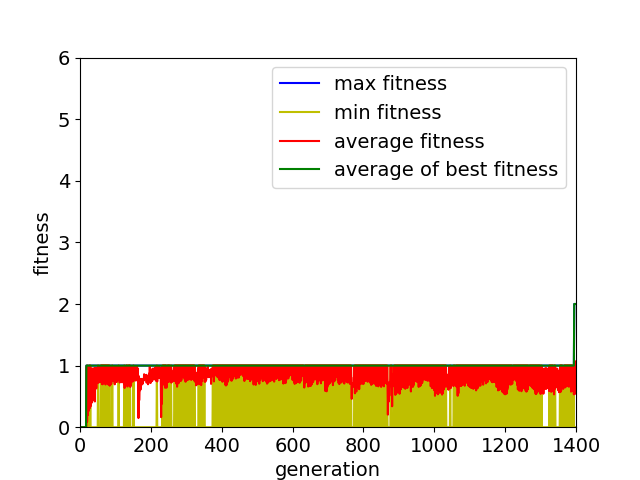 6
5
4
3
2
1
0
fitness
max fitness
min fitness
average fitness
average of best fitness
0 200 400 600 800 1000 1200 1400
generation